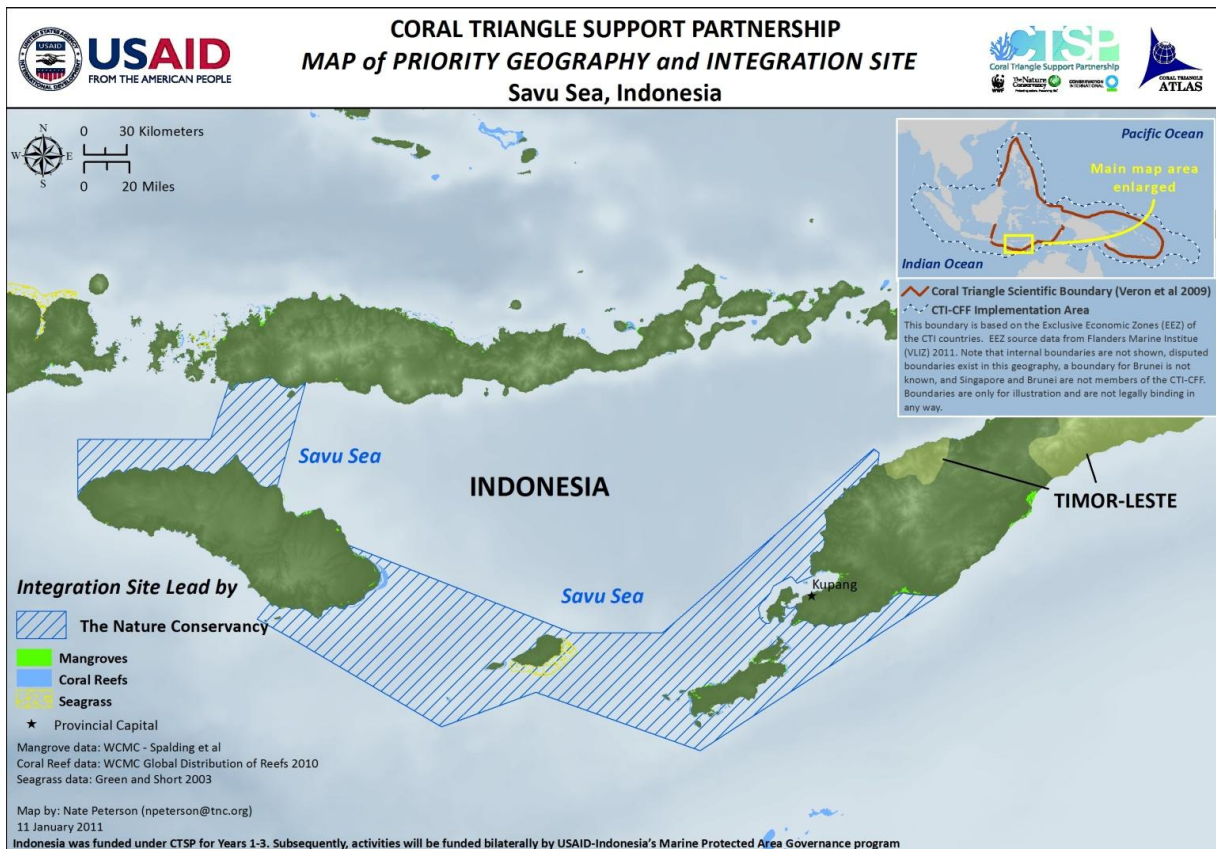 CORAL TRIANGLE SUPPORT PARTNERSHIP
MAP of PRIORITY GEOGRAPHY and INTEGRATION SITE
Savu Sea, Indonesia
USAID
USAID
FROM THE AMERICAN PEOPLE
CTSP
Coral Triangle Support Partnership
WWF
The Nature Conservancy
CONSERVATION INTERNATIONAL
CORAL TRIANGLE
ATLAS
N
W E
S
0 30 Kilometers
0 20 Miles
Pacific Ocean
Main map area
enlarged
Indian Ocean
Coral Triangle Scientific Boundary (Veron et al 2009)
CTI-CFF Implementation Area
This boundary is based on the Exclusive Economic Zones (EEZ) of
the CTI countries. EEZ source data from Flanders Marine Institue
(VLIZ) 2011. Note that internal boundaries are not shown, disputed
boundaries exist in this geography, a boundary for Brunei is not
known, and Singapore and Brunei are not members of the CTI-CFF.
Boundaries are only for illustration and are not legally binding in
any way.
Savu Sea
INDONESIA
TIMOR-LESTE
Savu Sea
Kupang
Integration Site Lead by
The Nature Conservancy
Mangroves
Coral Reefs
Seagrass
Provincial Capital
Mangrove data: WCMC - Spalding et al
Coral Reef data: WCMC Global Distribution of Reefs 2010
Seagrass data: Green and Short 2003
Map by: Nate Peterson (npeterson@tnc.org)
11 January 2011
Indonesia was funded under CTSP for Years 1-3. Subsequently, activities will be funded bilaterally by USAID-Indonesia's Marine Protected Area Governance program